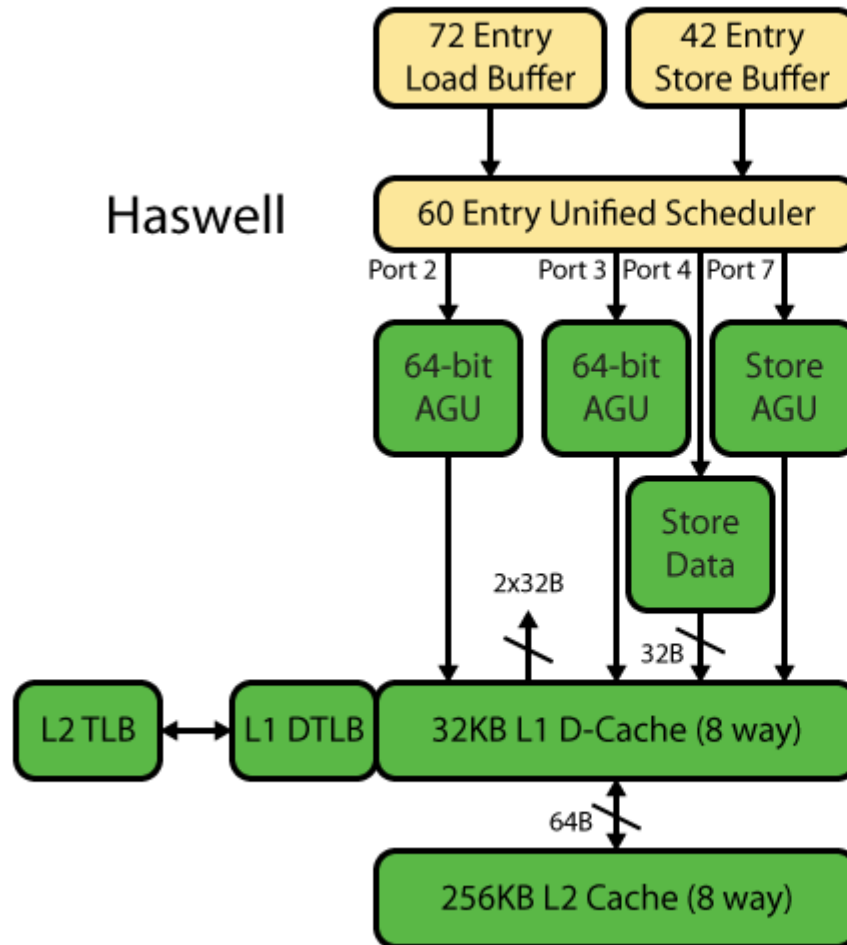 72 Entry
Load Buffer
42 Entry
Store Buffer
Haswell
60 Entry Unified Scheduler
Port 2
Port 3
Port 4
Port 7
64-bit
AGU
64-bit
AGU
Store
AGU
Store
Data
2x32B
32B
L2 TLB
L1 DTLB
32KB L1 D-Cache (8 way)
64B
256KB L2 Cache (8 way)